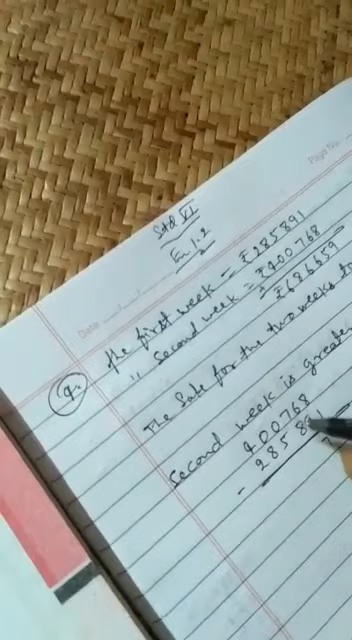 Page No.
Std VI
Ex 1.2
Date
Q. the first week = ₹285891
" second week = ₹400768
= ₹686659
The Sale for the two weeks
Second week is greater
400768
- 285891